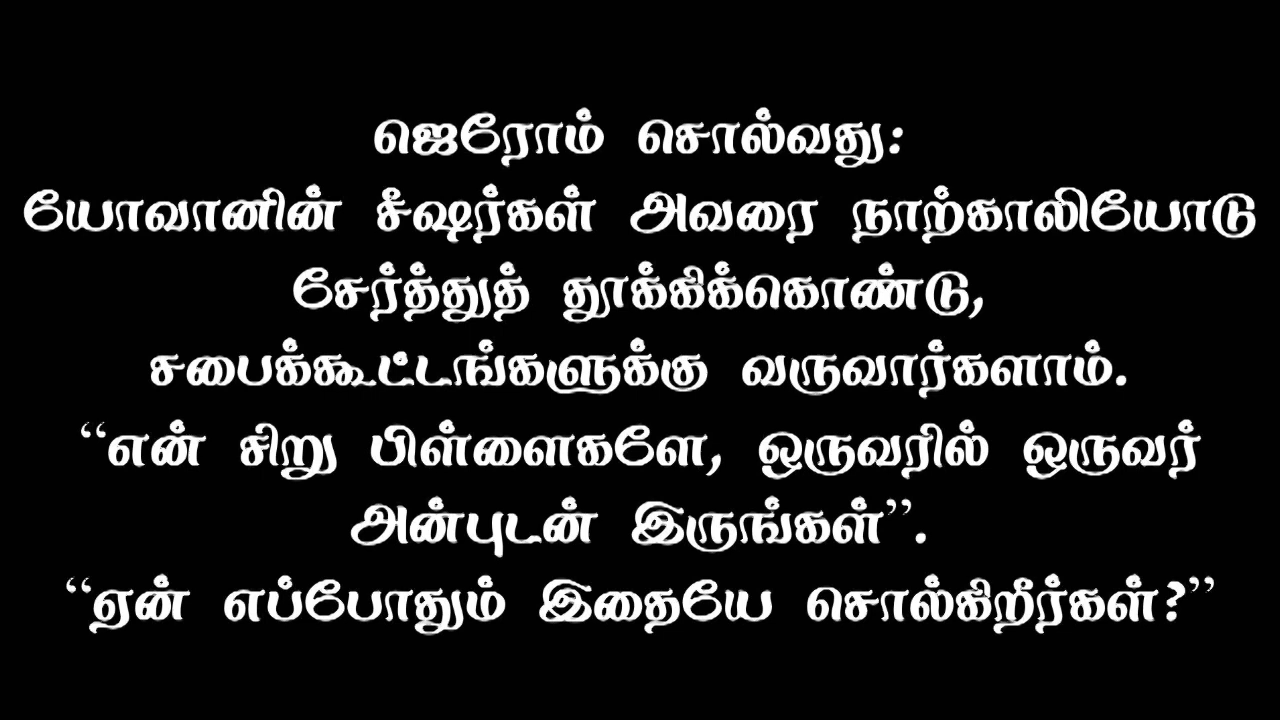 ஜெரோம் சொல்வது:
யோவானின் சீஷர்கள் அவரை நாற்காலியோடு
சேர்த்துத் தூக்கிக்கொண்டு,
சபைக்கூட்டங்களுக்கு வருவார்களாம்.
“என் சிறு பிள்ளைகளே, ஒருவரில் ஒருவர்
அன்புடன் இருங்கள்”.
“ஏன் எப்போதும் இதையே சொல்கிறீர்கள்?”